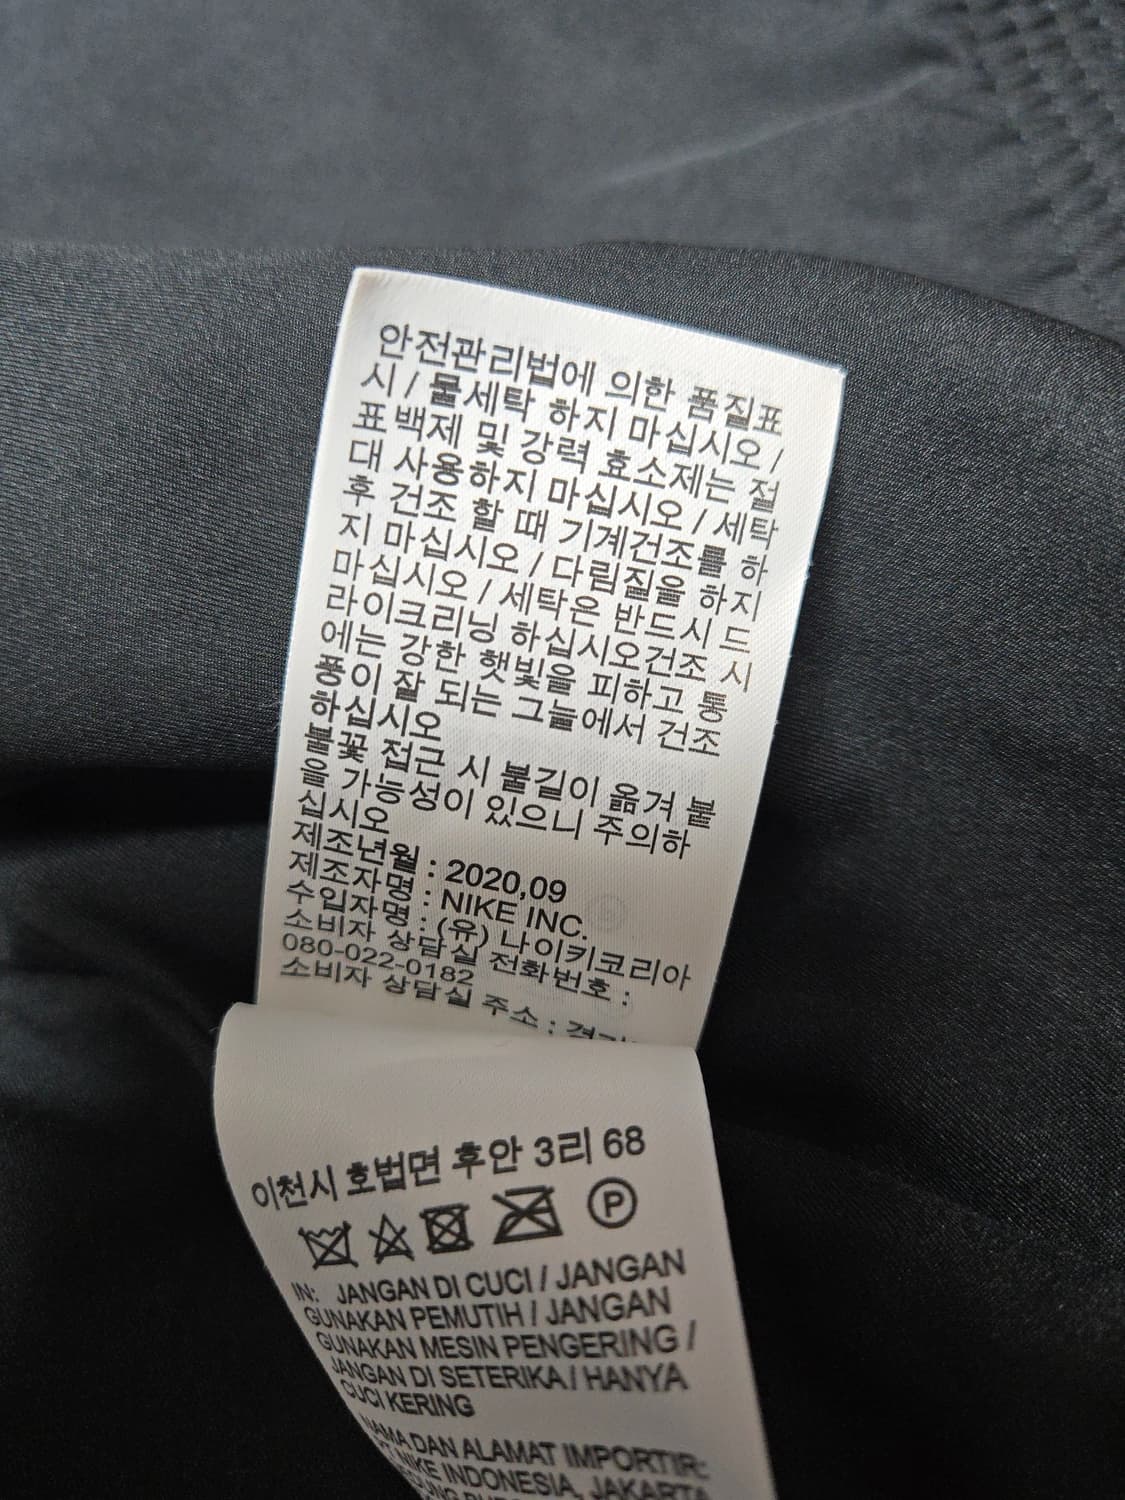 안전관리법에 의한 품질표
시 / 물세탁 하지 마십시오 /
표백제 및 강력 효소제는 절
대 사용하지 마십시오 / 세탁
후 건조 할 때 기계건조를 하
지 마십시오 / 다림질을 하지
마십시오 / 세탁은 반드시 드
라이크리닝 하십시오건조 시
에는 강한 햇빛을 피하고 통
풍이 잘 되는 그늘에서 건조
하십시오
불꽃 접근 시 불길이 옮겨 붙
을 가능성이 있으니 주의하
십시오
제조년월 : 2020,09
제조자명 : NIKE INC.
수입자명 : (유) 나이키코리아
소비자 상담실 전화번호 :
080-022-0182
소비자 상담실 주소 :
이천시 호법면 후안 3리 68
P
IN: JANGAN DI CUCI / JANGAN
GUNAKAN PEMUTIH / JANGAN
GUNAKAN MESIN PENGERING /
JANGAN DI SETERIKA / HANYA
CUCI KERING
NAMA DAN ALAMAT IMPORTIR:
PT. NIKE INDONESIA, JAKARTA